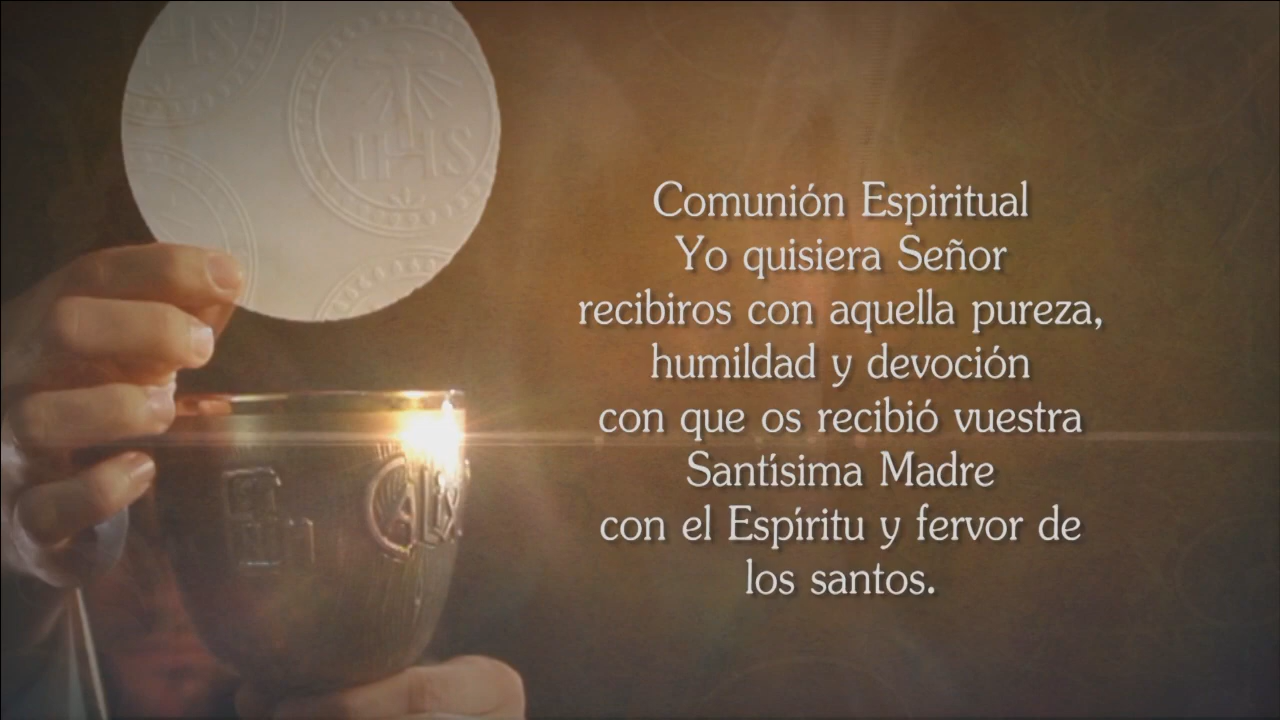 IHS
Comunión Espiritual
Yo quisiera Señor
recibiros con aquella pureza,
humildad y devoción
con que os recibió vuestra
Santísima Madre
con el Espíritu y fervor de
los santos.